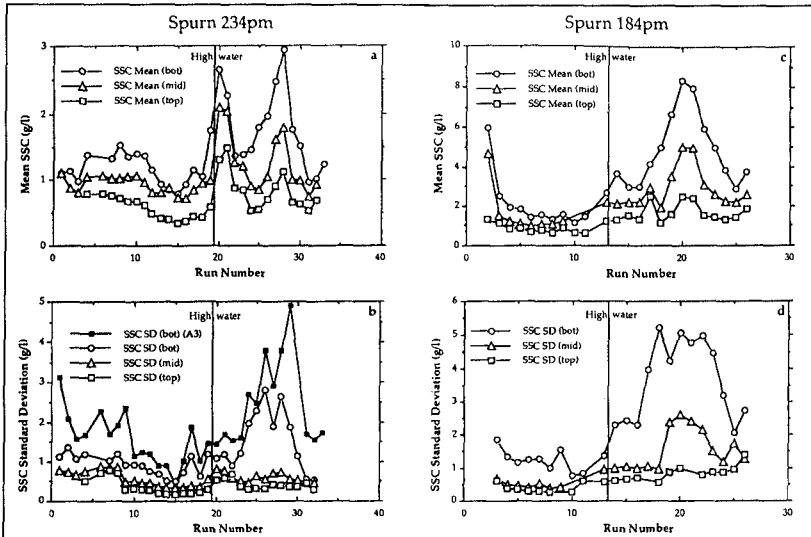 Spurn 234pm
Spurn 184pm
a
High water
SSC Mean (bot)
SSC Mean (mid)
SSC Mean (top)
Mean SSC (g/l)
3
2
1
0
0 10 20 30 40
Run Number
c
High water
SSC Mean (bot)
SSC Mean (mid)
SSC Mean (top)
Mean SSC (g/l)
10
8
6
4
2
0
0 10 20 30
Run Number
b
High water
SSC SD (bot) (A3)
SSC SD (bot)
SSC SD (mid)
SSC SD (top)
SSC Standard Deviation (g/l)
5
4
3
2
1
0
0 10 20 30 40
Run Number
d
High water
SSC SD (bot)
SSC SD (mid)
SSC SD (top)
SSC Standard Deviation (g/l)
6
5
4
3
2
1
0
0 10 20 30
Run Number